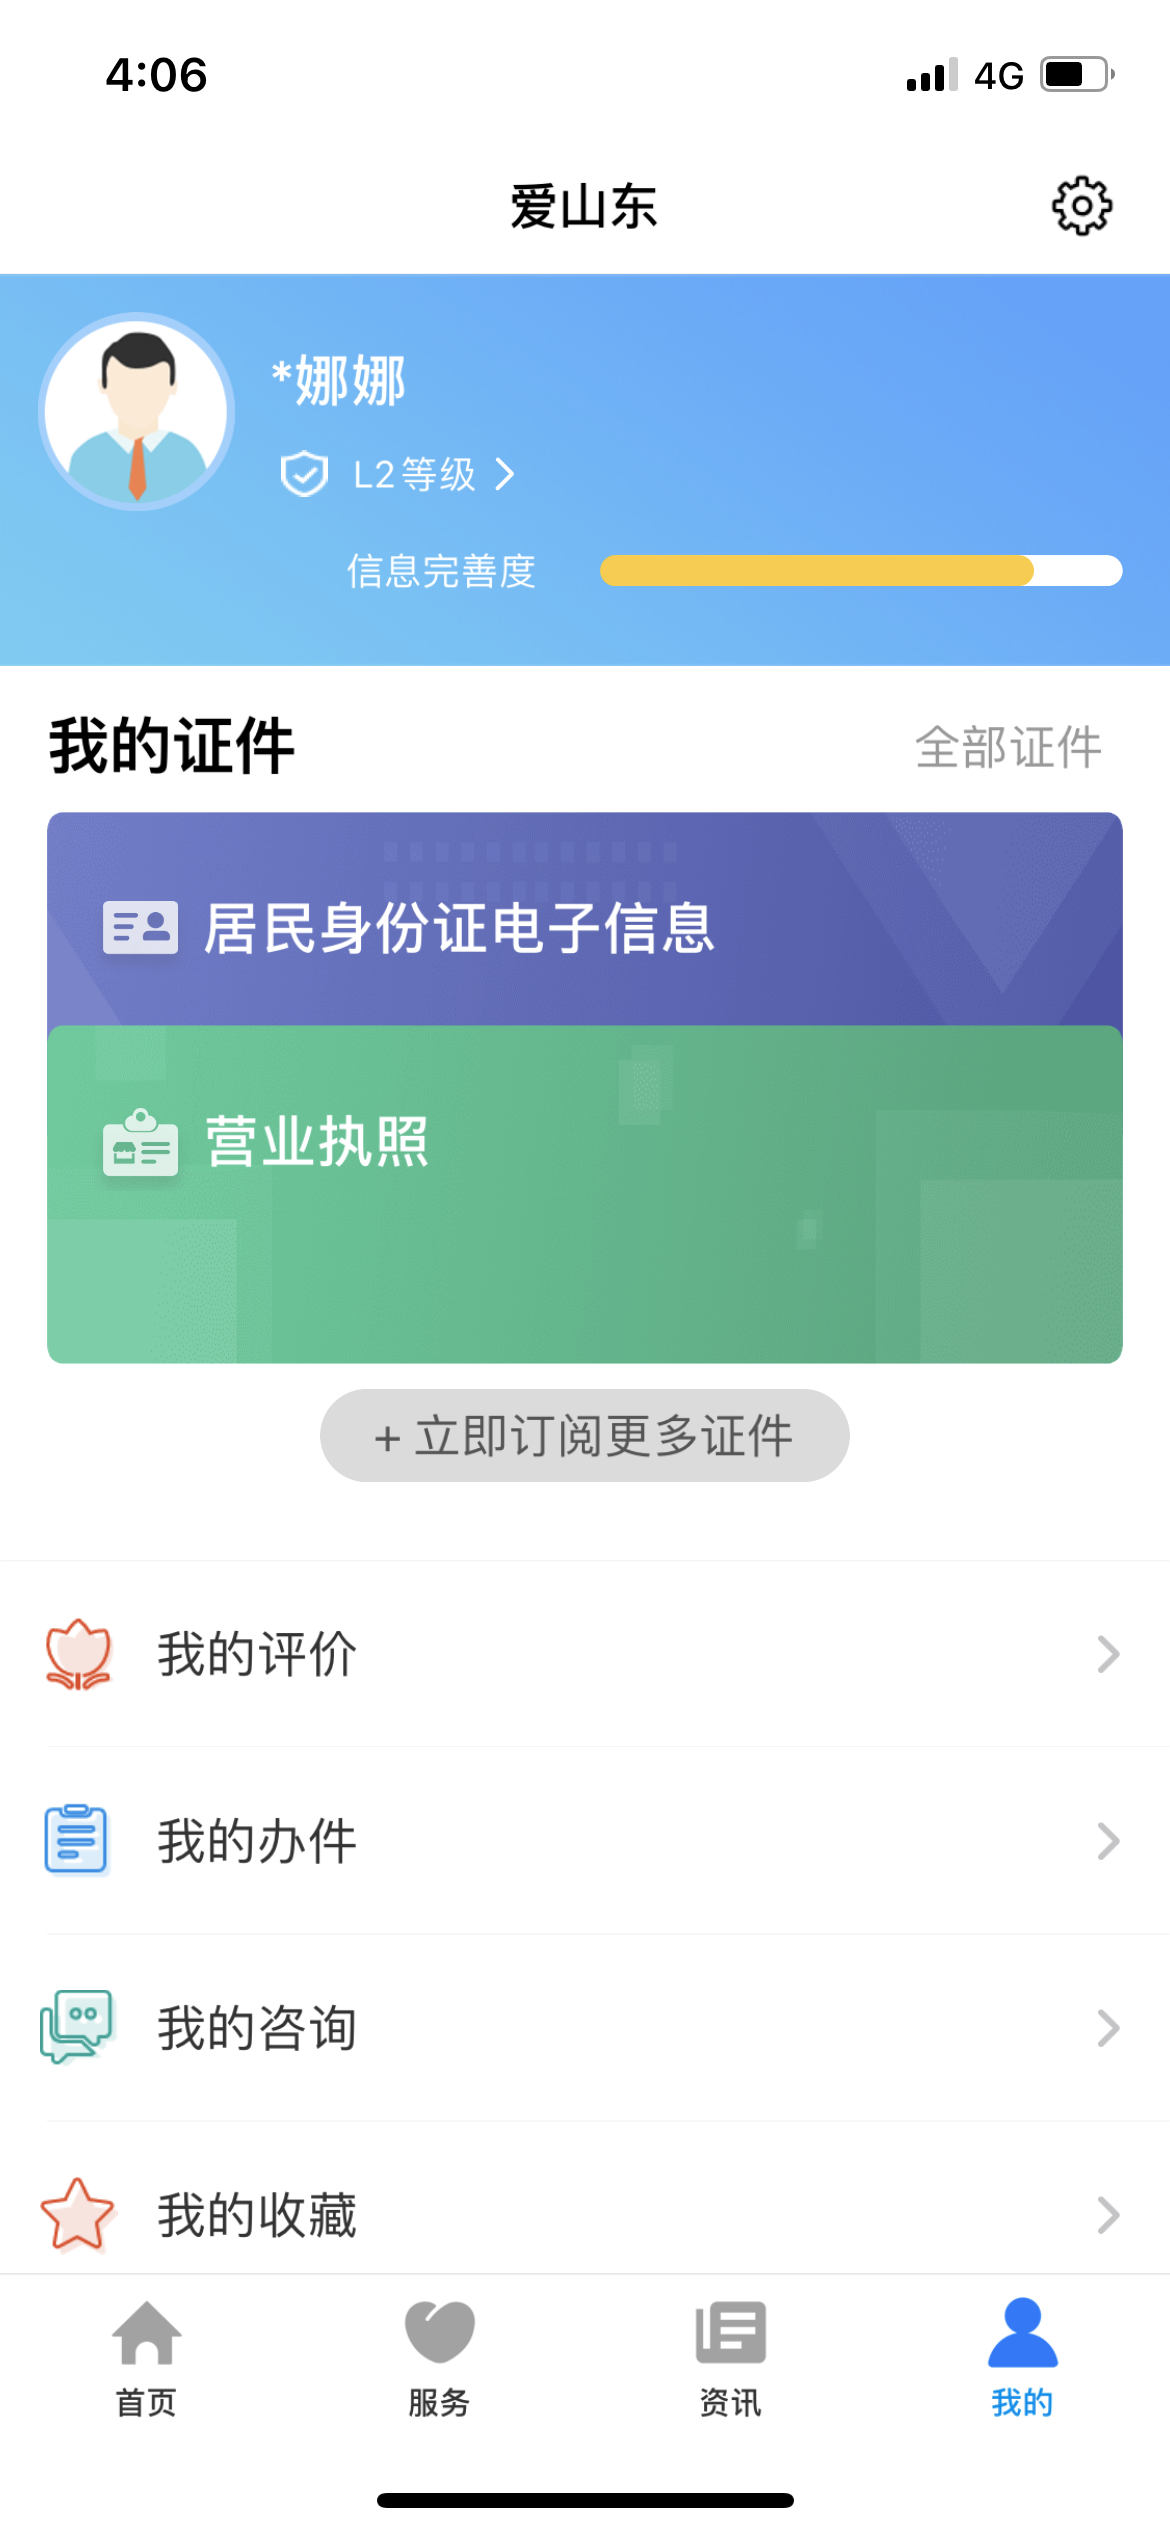 4:06
4G
爱山东
*娜娜
L2等级
信息完善度
我的证件
全部证件
居民身份证电子信息
营业执照
+ 立即订阅更多证件
我的评价
我的办件
我的咨询
我的收藏
首页
服务
资讯
我的